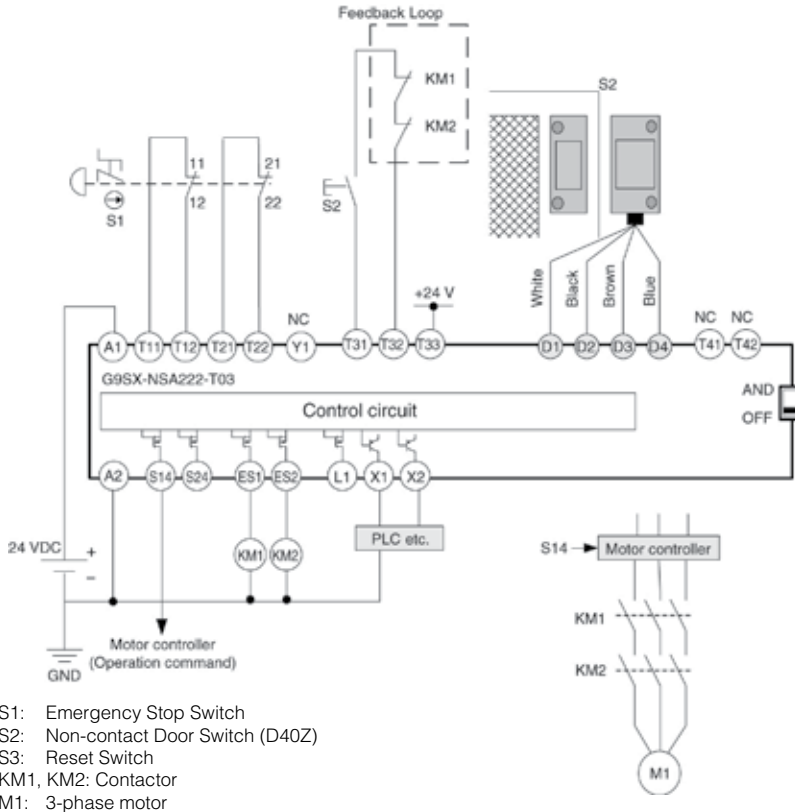 Feedback Loop
KM1
KM2
S2
11
12
21
22
S1
S2
White
Black
Brown
Blue
+24 V
NC
NC NC
A1 T11 T12 T21 T22 Y1 T31 T32 T33 D1 D2 D3 D4 T41 T42
G9SX-NSA222-T03
Control circuit
AND
OFF
A2 S14 S24 ES1 ES2 L1 X1 X2
24 VDC
+
−
KM1 KM2
PLC etc.
GND
Motor controller
(Operation command)
S14
Motor controller
KM1
KM2
M1
S1: Emergency Stop Switch
S2: Non-contact Door Switch (D40Z)
S3: Reset Switch
KM1, KM2: Contactor
M1: 3-phase motor